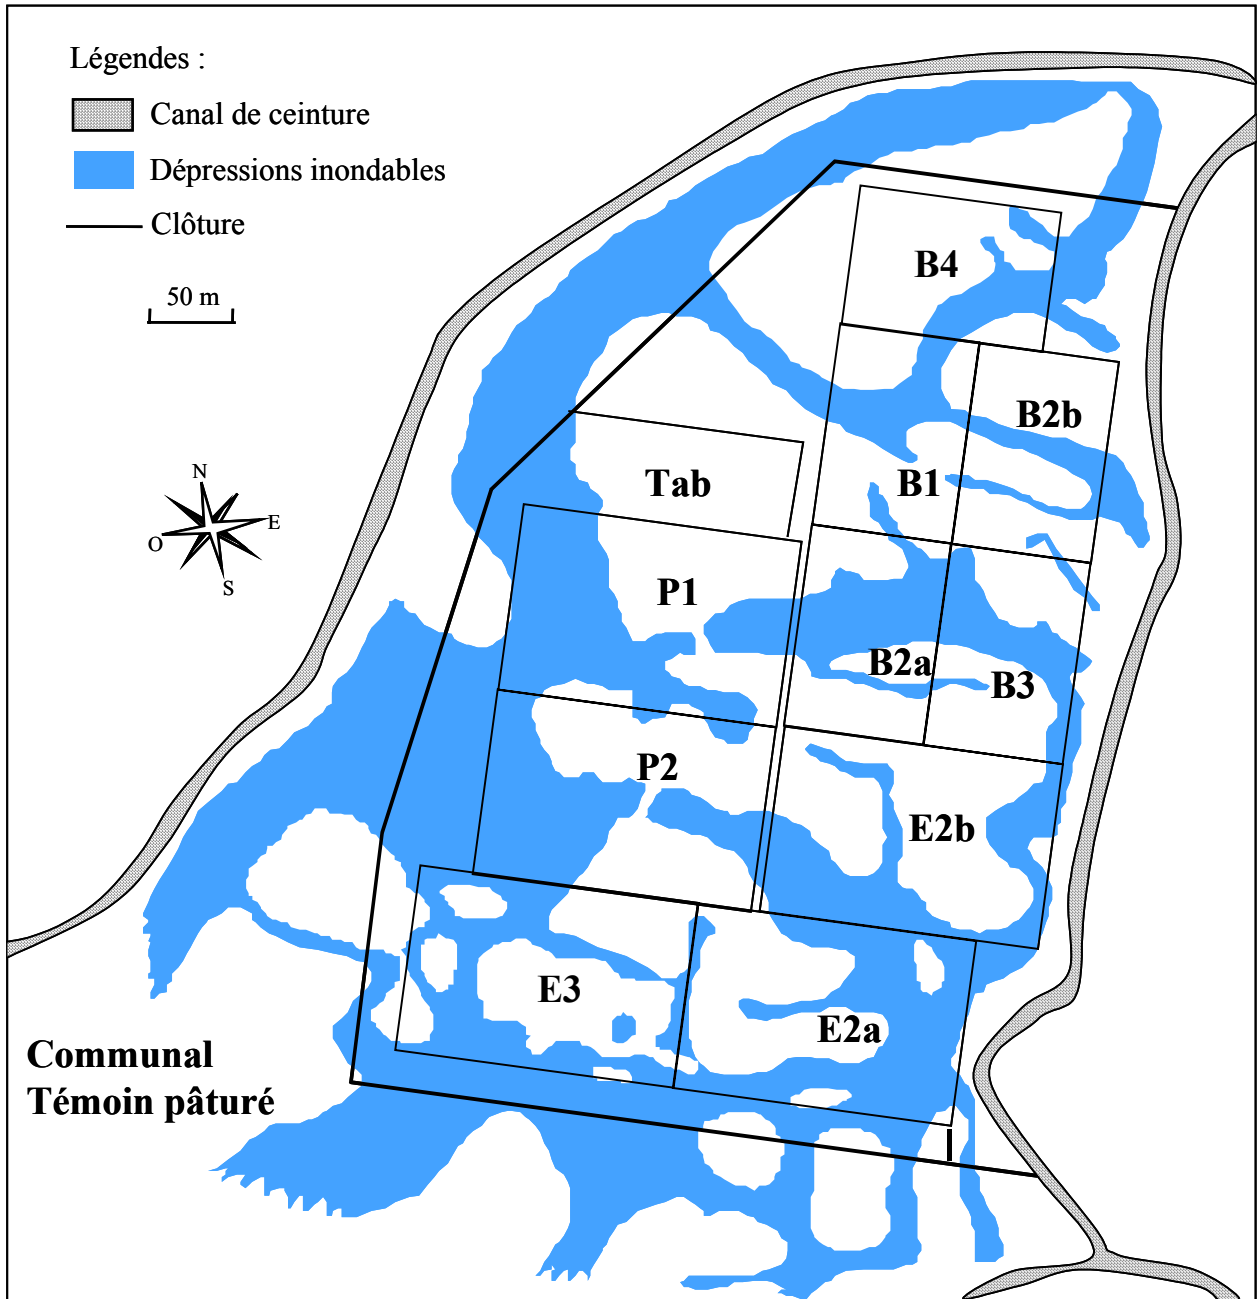 Légendes :
Canal de ceinture
Dépressions inondables
Clôture
50 m
N
E
O
S
B4
B2b
Tab
B1
P1
B2a
B3
P2
E2b
E3
E2a
Communal
Témoin pâturé